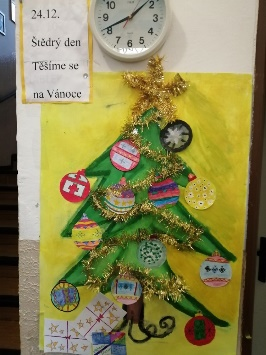 24.12.
Štědrý den
Těšíme se
na Vánoce